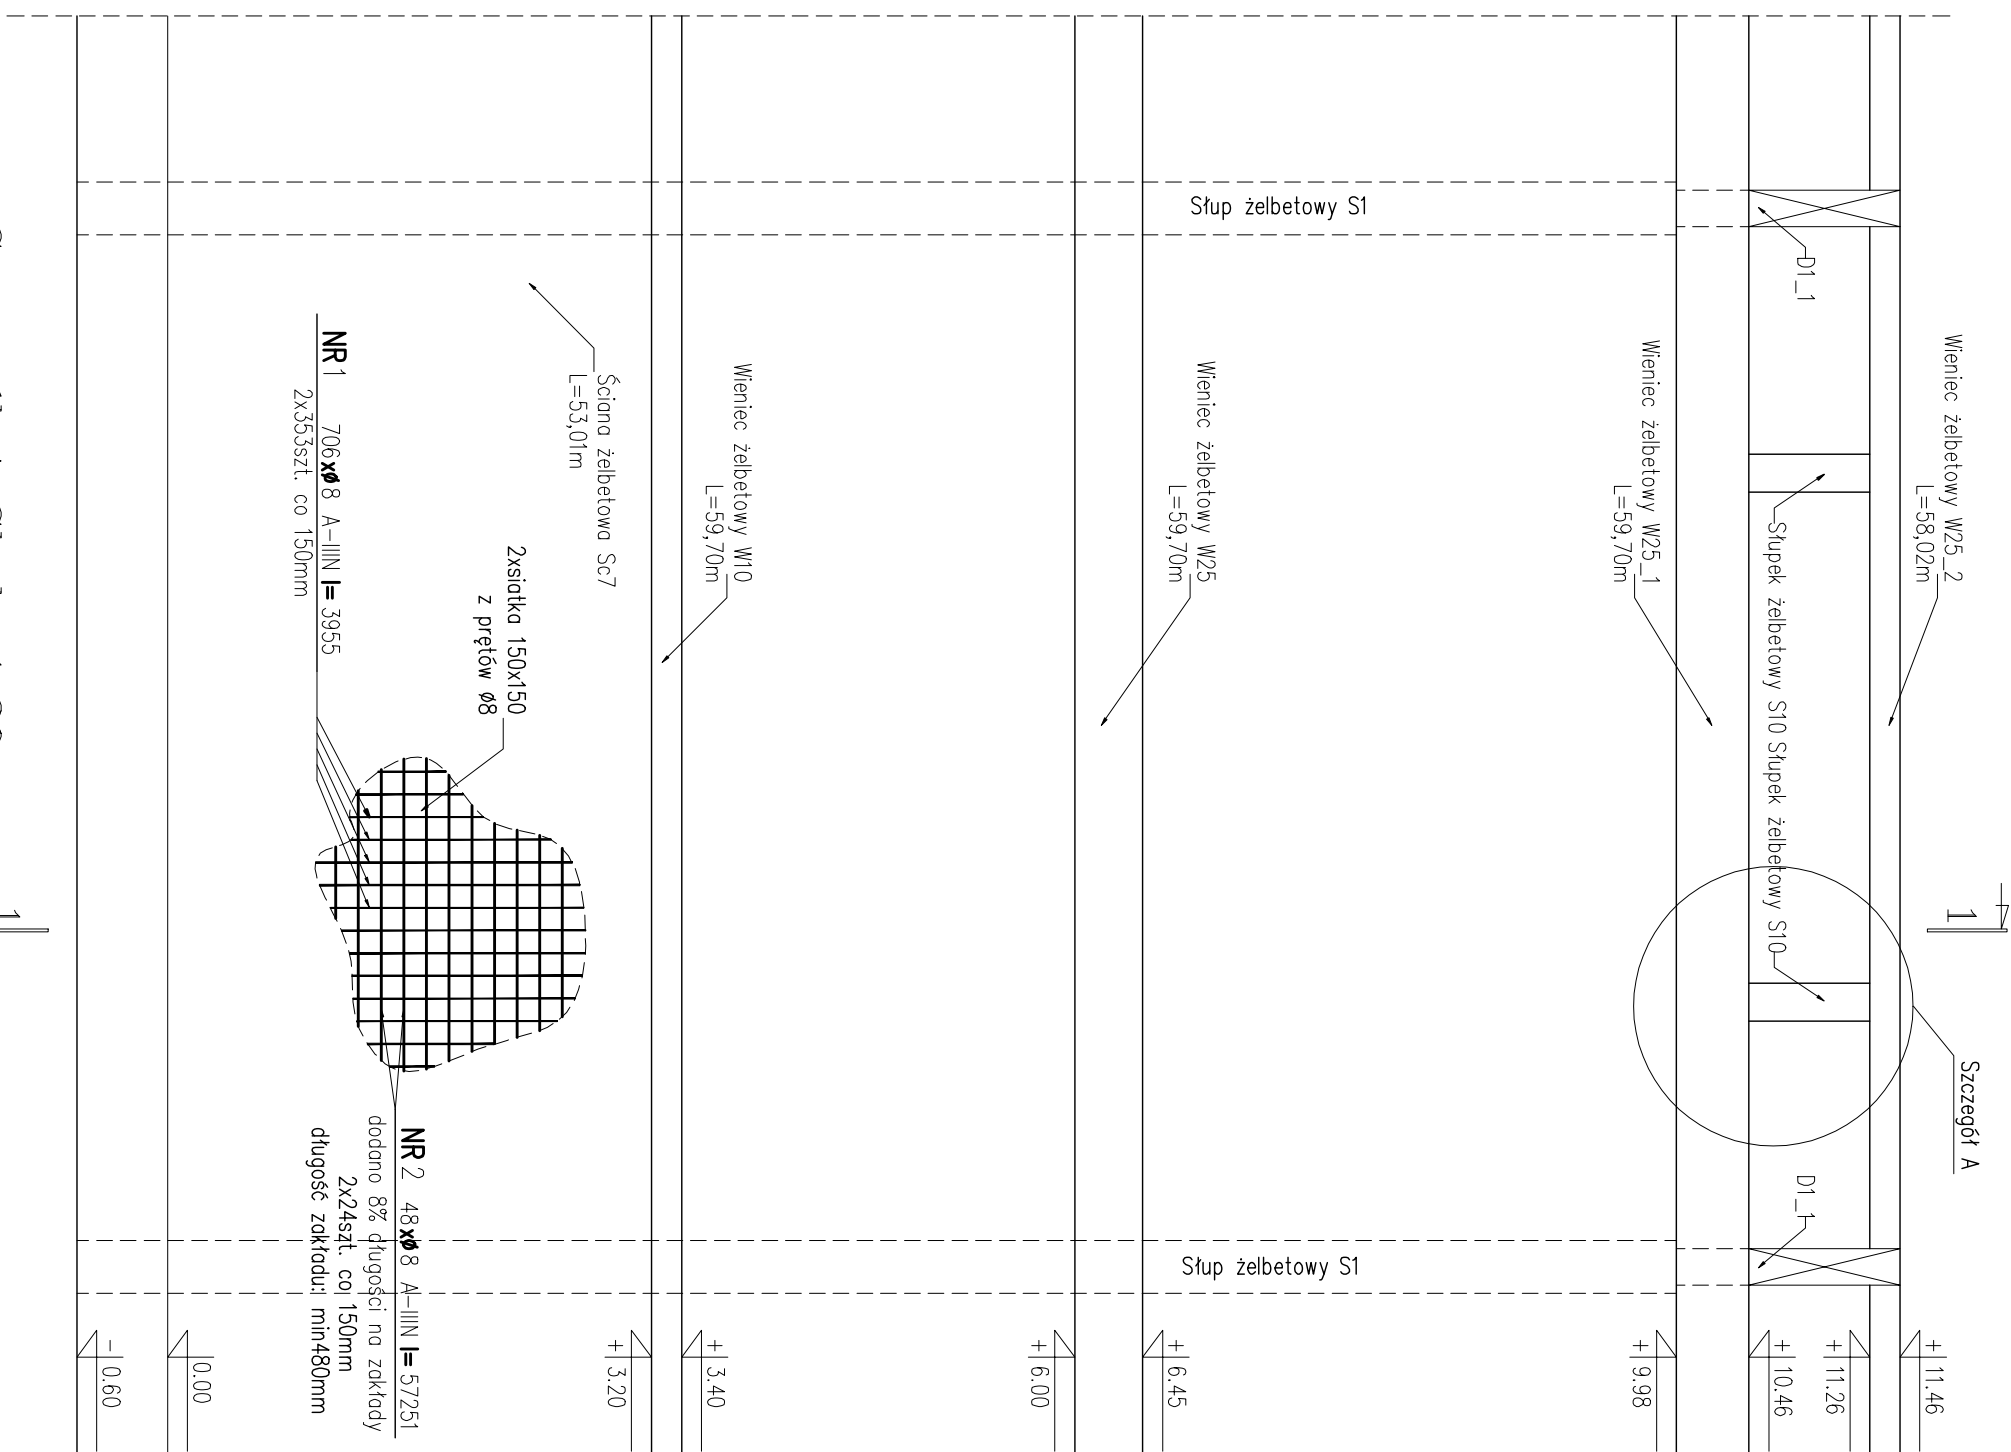 Wieniec żelbetowy W25_2
L=58,02m
Wieniec żelbetowy W25_1
L=59,70m
Wieniec żelbetowy W25
L=59,70m
Wieniec żelbetowy W10
L=59,70m
Ściana żelbetowa Sc7
L=53,01m
D1_1
Słupek żelbetowy S10
Słupek żelbetowy S10
D1_1
Szczegół A
1
1
Słup żelbetowy S1
Słup żelbetowy S1
2xsiatka 150x150
z prętów ø8
NR1 706xø8 A-IIIN l= 3955
2x353szt. co 150mm
NR2 48xø8 A-IIIN l= 57251
dodano 8% długości na zakłady
2x24szt. co 150mm
długość zakładu: min480mm
+ 11.46
+ 11.26
+ 10.46
+ 9.98
+ 6.45
+ 6.00
+ 3.40
+ 3.20
0.00
- 0.60